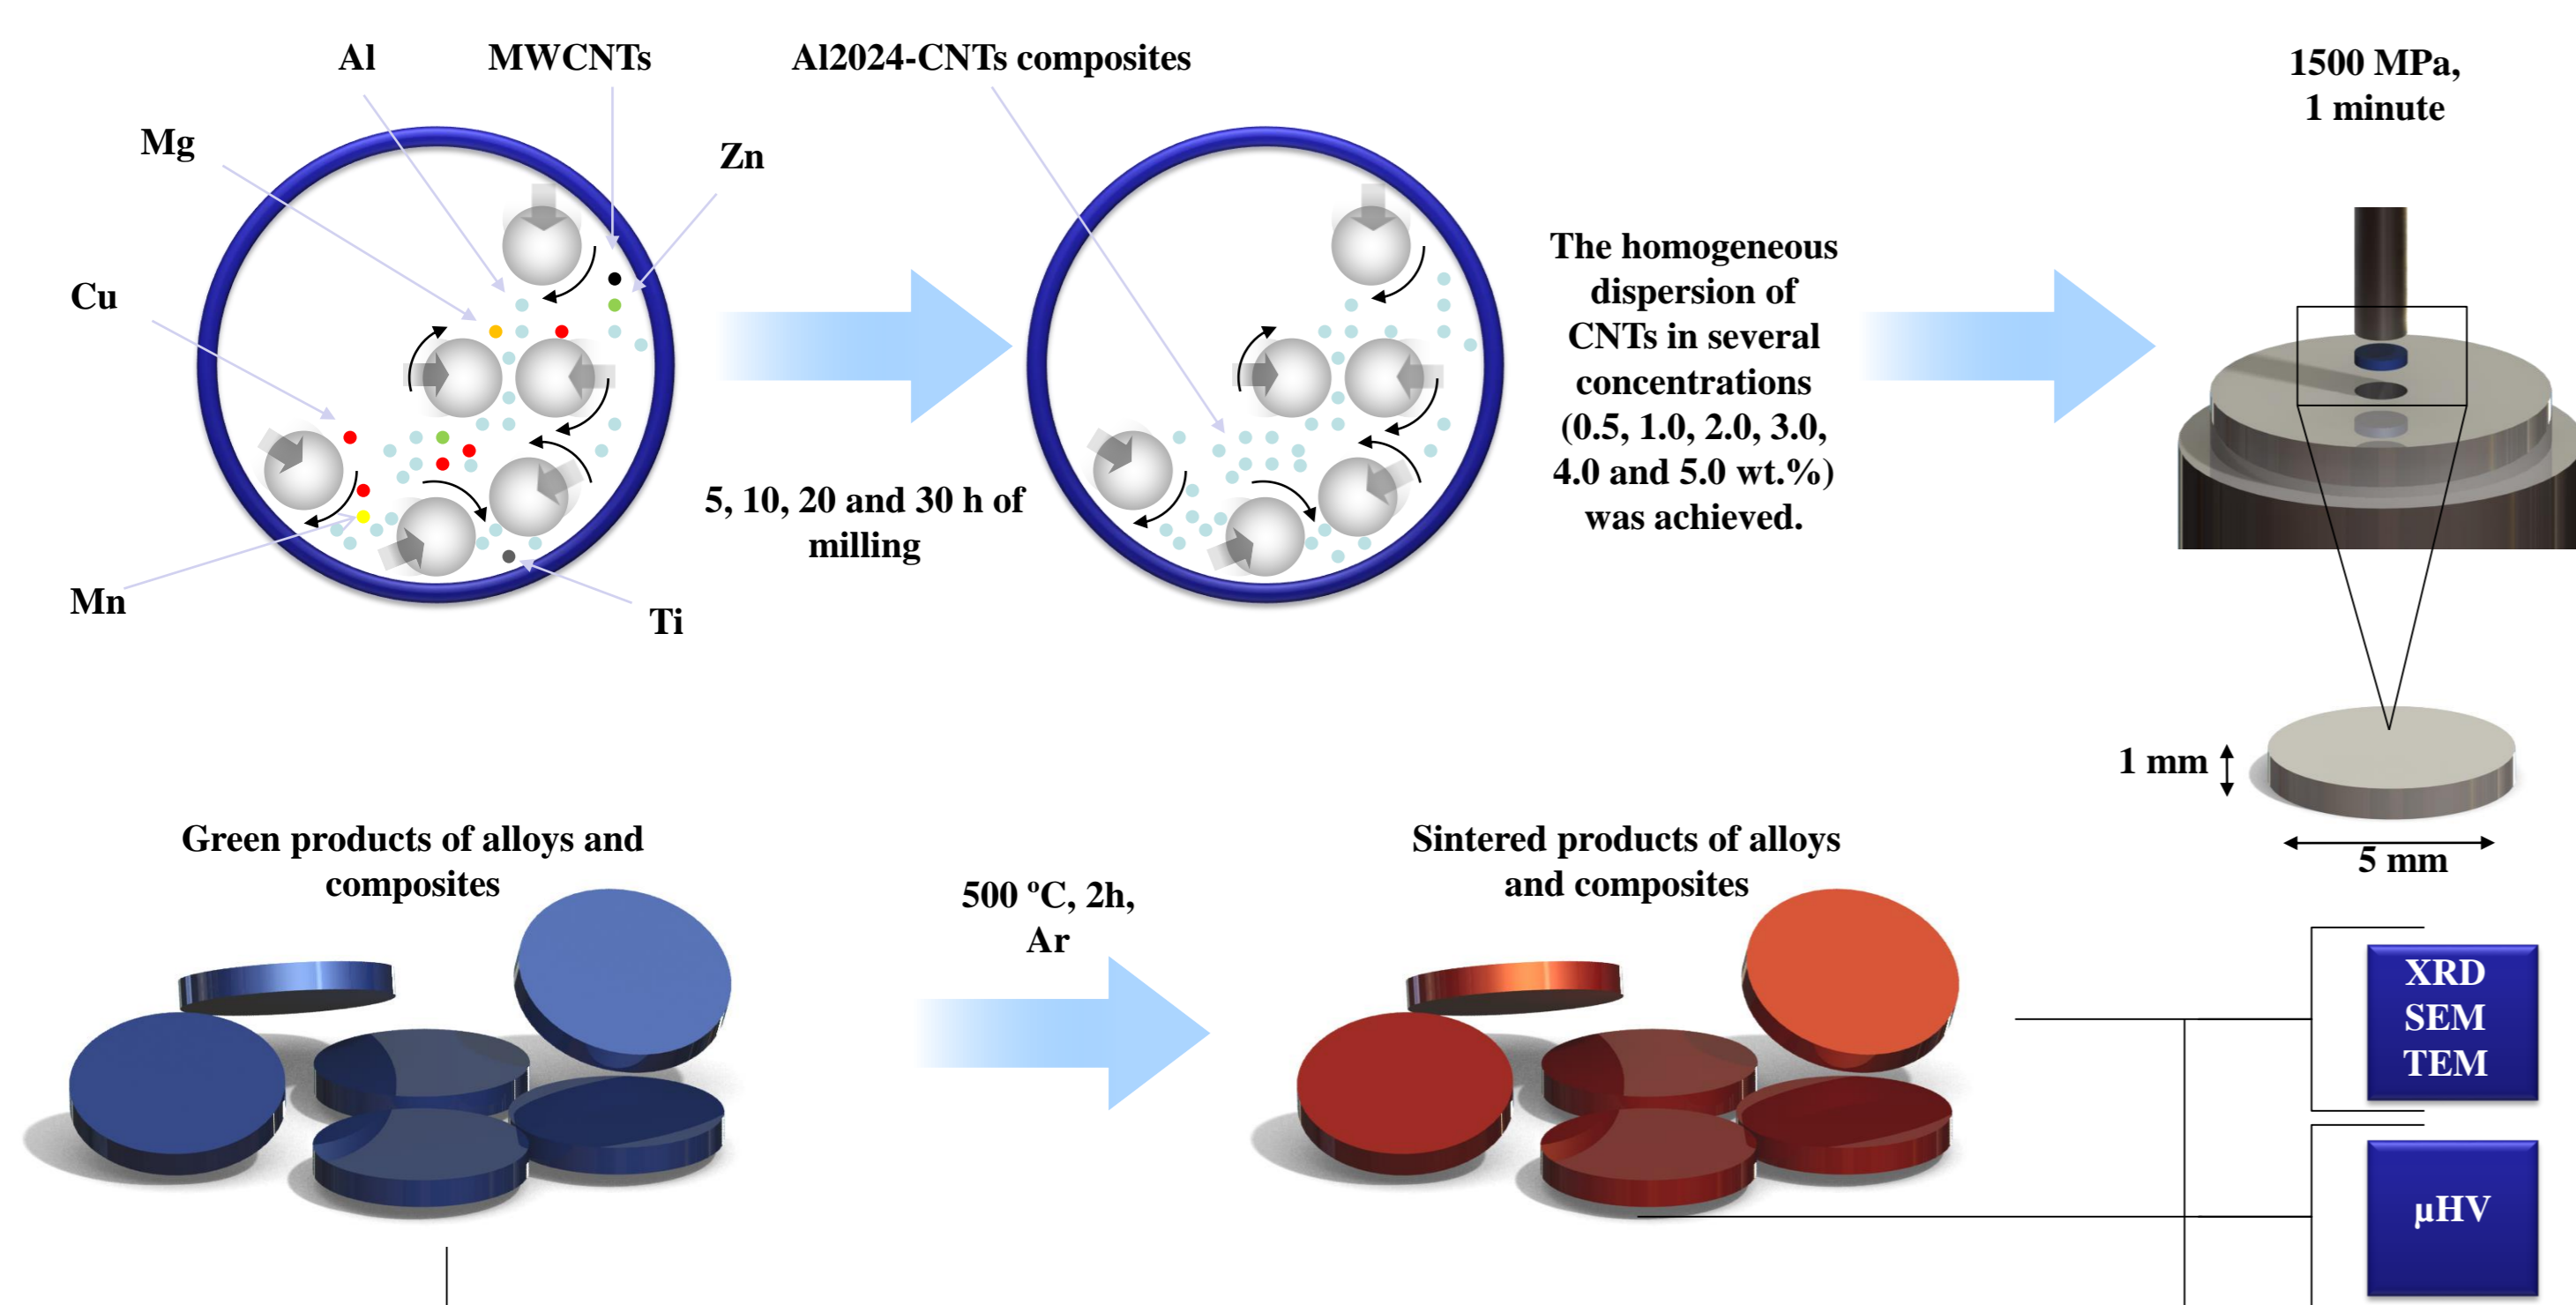 Al
MWCNTs
Al2024-CNTs composites
1500 MPa,
1 minute
Mg
Zn
Cu
The homogeneous
dispersion of
CNTs in several
concentrations
(0.5, 1.0, 2.0, 3.0,
4.0 and 5.0 wt.%)
was achieved.
5, 10, 20 and 30 h of
milling
Mn
Ti
1 mm
5 mm
Green products of alloys and
composites
500 ºC, 2h,
Ar
Sintered products of alloys
and composites
XRD
SEM
TEM
µHV